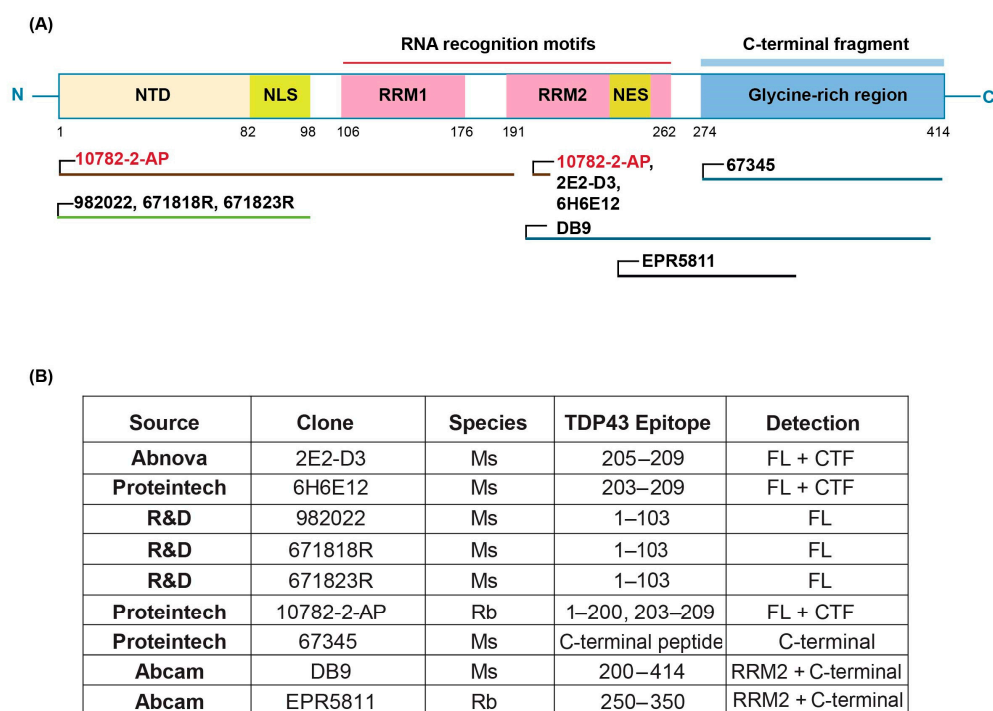 (A)
RNA recognition motifs
C-terminal fragment
N
NTD
NLS
RRM1
RRM2
NES
Glycine-rich region
C
1
82
98
106
176
191
262
274
414
10782-2-AP
10782-2-AP,
2E2-D3,
6H6E12
67345
982022, 671818R, 671823R
DB9
EPR5811
(B)
Source Clone Species TDP43 Epitope Detection
Abnova 2E2-D3 Ms 205–209 FL + CTF
Proteintech 6H6E12 Ms 203–209 FL + CTF
R&D 982022 Ms 1–103 FL
R&D 671818R Ms 1–103 FL
R&D 671823R Ms 1–103 FL
Proteintech 10782-2-AP Rb 1–200, 203–209 FL + CTF
Proteintech 67345 Ms C-terminal peptide C-terminal
Abcam DB9 Ms 200–414 RRM2 + C-terminal
Abcam EPR5811 Rb 250–350 RRM2 + C-terminal